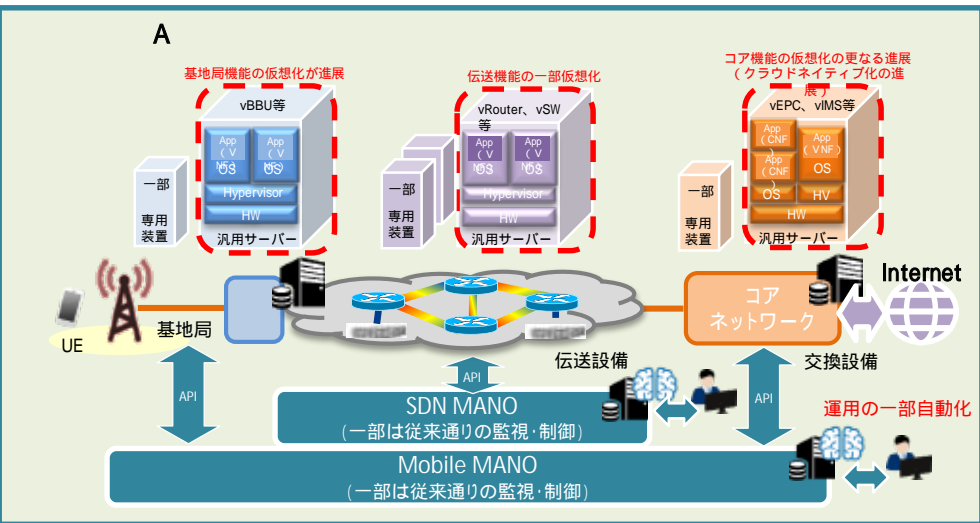 A
基地局機能の仮想化が進展
vBBU等
App
(V
NF)
OS
App
(V
NF)
OS
Hypervisor
HW
汎用サーバー
一部
専用
装置
伝送機能の一部仮想化
vRouter、vSW
等
App
(V
NF)
OS
App
(V
NF)
OS
Hypervisor
HW
汎用サーバー
一部
専用
装置
コア機能の仮想化の更なる進展
(クラウドネイティブ化の進
展)
vEPC、vIMS等
App
(CNF
)
App
(CNF)
OS
App
(VNF
)
OS
HV
HW
汎用サーバー
一部
専用
装置
UE
基地局
伝送設備
コア
ネットワーク
交換設備
Internet
API
API
API
SDN MANO
(一部は従来通りの監視・制御)
運用の一部自動化
Mobile MANO
(一部は従来通りの監視・制御)